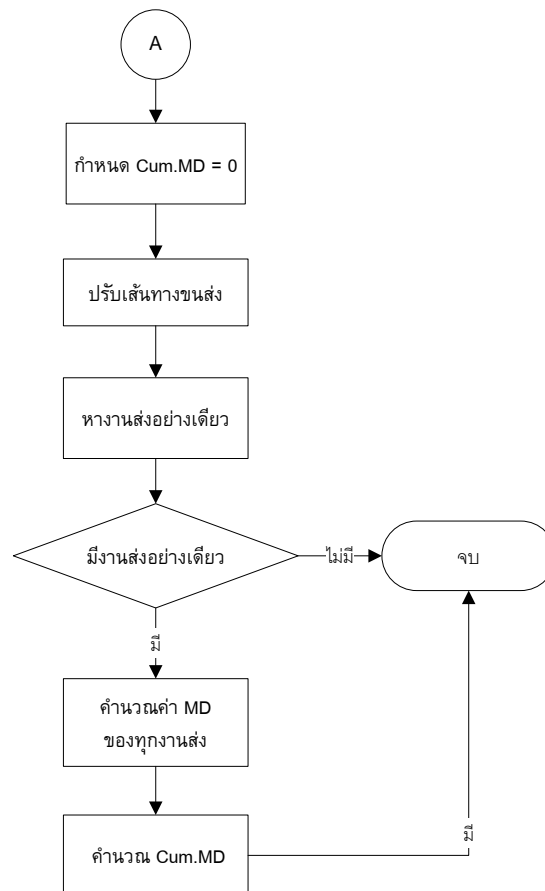 A
กำหนด Cum.MD = 0
ปรับเส้นทางขนส่ง
หางานส่งอย่างเดียว
มีงานส่งอย่างเดียว
ไม่มี
จบ
มี
คำนวณค่า MD
ของทุกงานส่ง
คำนวณ Cum.MD
มี